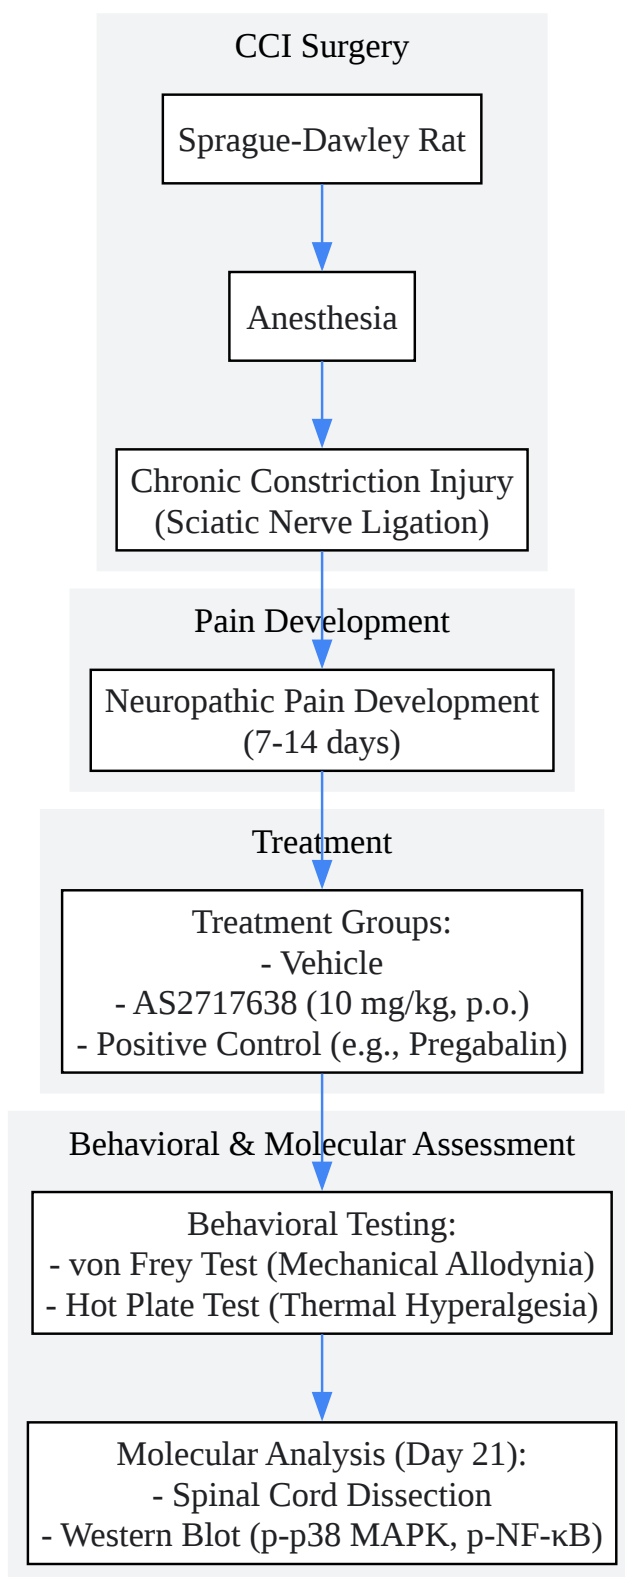 CCI Surgery
Sprague-Dawley Rat
Anesthesia
Chronic Constriction Injury
(Sciatic Nerve Ligation)
Pain Development
Neuropathic Pain Development
(7-14 days)
Treatment
Treatment Groups:
- Vehicle
- AS2717638 (10 mg/kg, p.o.)
- Positive Control (e.g., Pregabalin)
Behavioral & Molecular Assessment
Behavioral Testing:
- von Frey Test (Mechanical Allodynia)
- Hot Plate Test (Thermal Hyperalgesia)
Molecular Analysis (Day 21):
- Spinal Cord Dissection
- Western Blot (p-p38 MAPK, p-NF-κB)